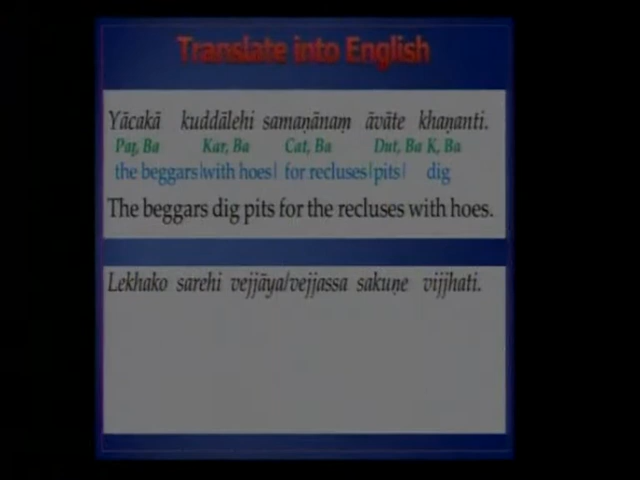 Translate into English
Yācakā kuddālehi samaṇānaṃ āvāte khaṇanti.
Paṭ, Ba Kar, Ba Cat, Ba Dut, Ba K, Ba
the beggars|with hoes| for recluses|pits| dig
The beggars dig pits for the recluses with hoes.
Lekhako sarehi vejjāya/vejjassa sakuṇe vijjhati.